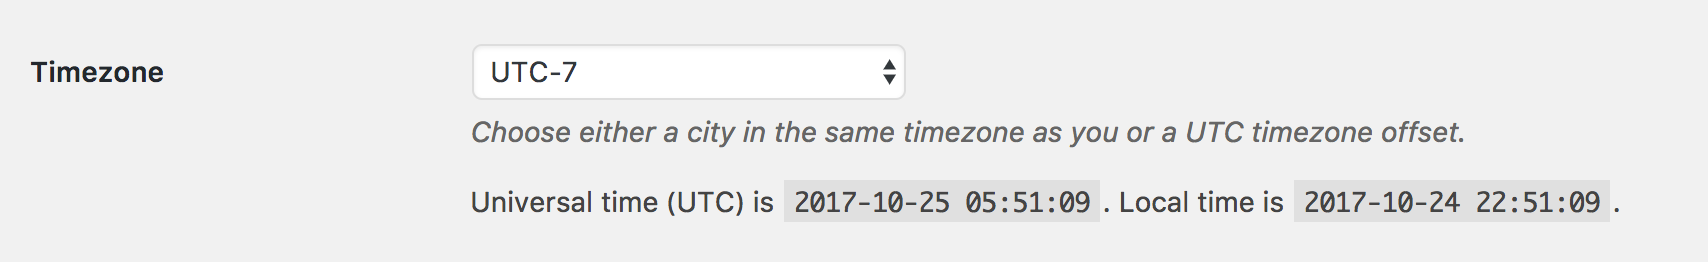 Timezone
UTC-7
Choose either a city in the same timezone as you or a UTC timezone offset.
Universal time (UTC) is 2017-10-25 05:51:09 . Local time is 2017-10-24 22:51:09 .